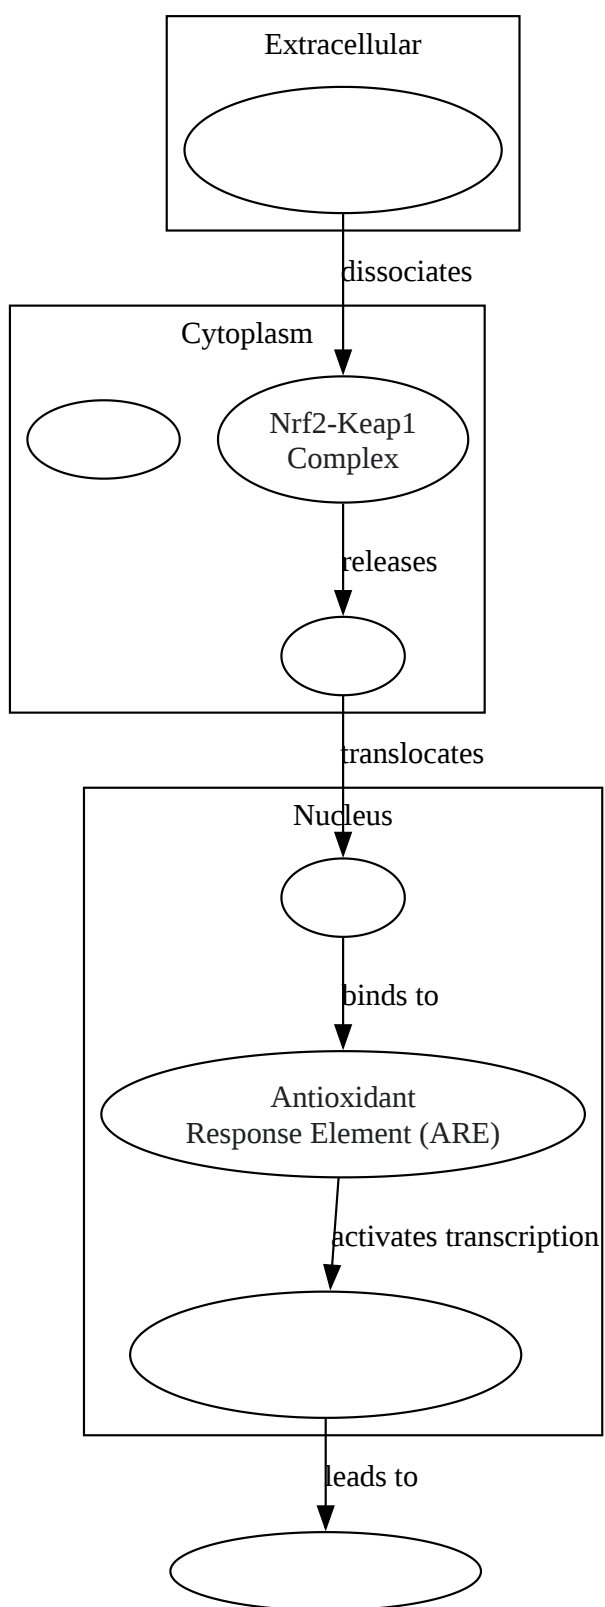 Extracellular
dissociates
Cytoplasm
Nrf2-Keap1
Complex
releases
translocates
Nucleus
binds to
Antioxidant
Response Element (ARE)
activates transcription
leads to